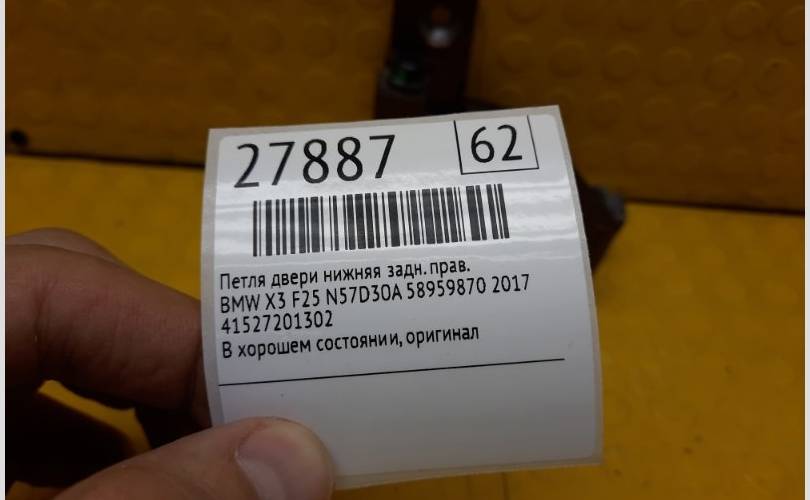 27887 62
Петля двери нижняя задн. прав.
BMW X3 F25 N57D30A 58959870 2017
41527201302
В хорошем состоянии, оригинал